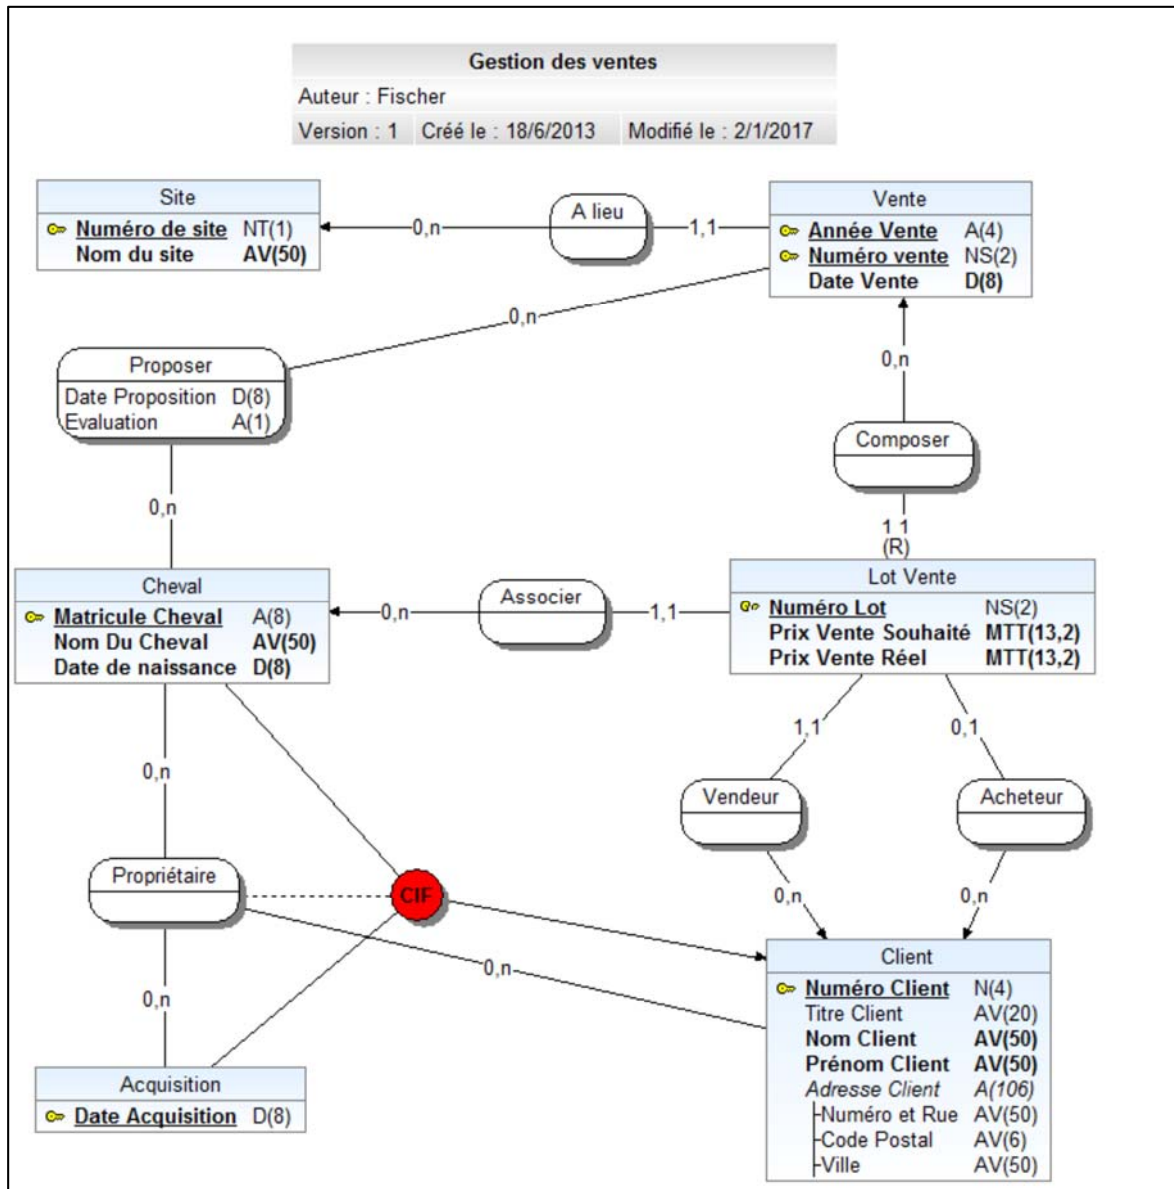 Gestion des ventes
Auteur : Fischer
Version : 1 Créé le : 18/6/2013 Modifié le : 2/1/2017
Site
Numéro de site NT(1)
Nom du site AV(50)
0,n
A lieu
1,1
Vente
Année Vente A(4)
Numéro vente NS(2)
Date Vente D(8)
0,n
Proposer
Date Proposition D(8)
Evaluation A(1)
0,n
0,n
Composer
1 1
(R)
Cheval
Matricule Cheval A(8)
Nom Du Cheval AV(50)
Date de naissance D(8)
0,n
Associer
1,1
Lot Vente
Numéro Lot NS(2)
Prix Vente Souhaité MTT(13,2)
Prix Vente Réel MTT(13,2)
0,n
1,1
0,1
Vendeur
Acheteur
Propriétaire
CIF
0,n
0,n
0,n
0,n
Client
Numéro Client N(4)
Titre Client AV(20)
Nom Client AV(50)
Prénom Client AV(50)
Adresse Client A(106)
Numéro et Rue AV(50)
Code Postal AV(6)
Ville AV(50)
Acquisition
Date Acquisition D(8)